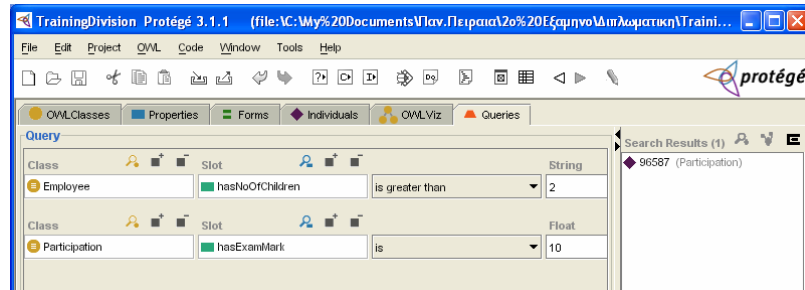 TrainingDivision Protégé 3.1.1 (file:\C:\My%20Documents\Παν.Πειραια\2ο%20Εξαμηνο\Διπλωματικη\Traini...
File Edit Project OWL Code Window Tools Help
protégé
OWLClasses Properties Forms Individuals OWLViz Queries
Query
Search Results (1)
Class Slot String
96587 (Participation)
Employee hasNoOfChildren is greater than 2
Class Slot Float
Participation hasExamMark is 10